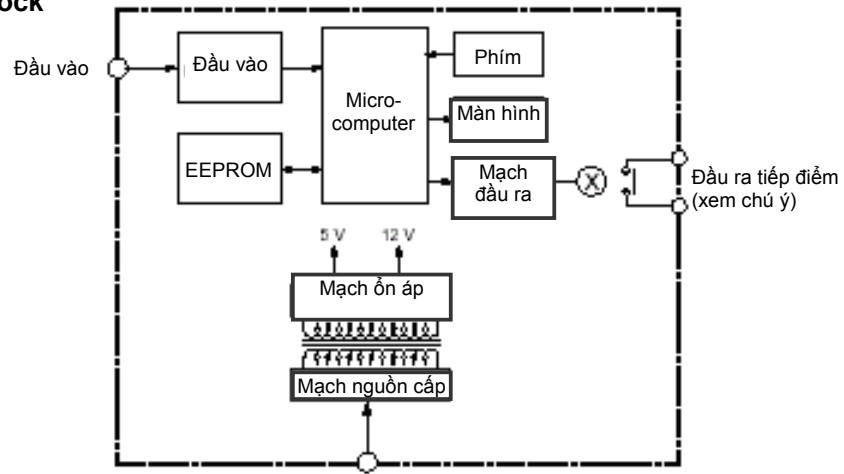 Đầu vào
Đầu vào
Micro-
computer
Phím
Màn hình
EEPROM
Mạch
đầu ra
X
Đầu ra tiếp điểm
(xem chú ý)
5 V
12 V
Mạch ổn áp
Mạch nguồn cấp